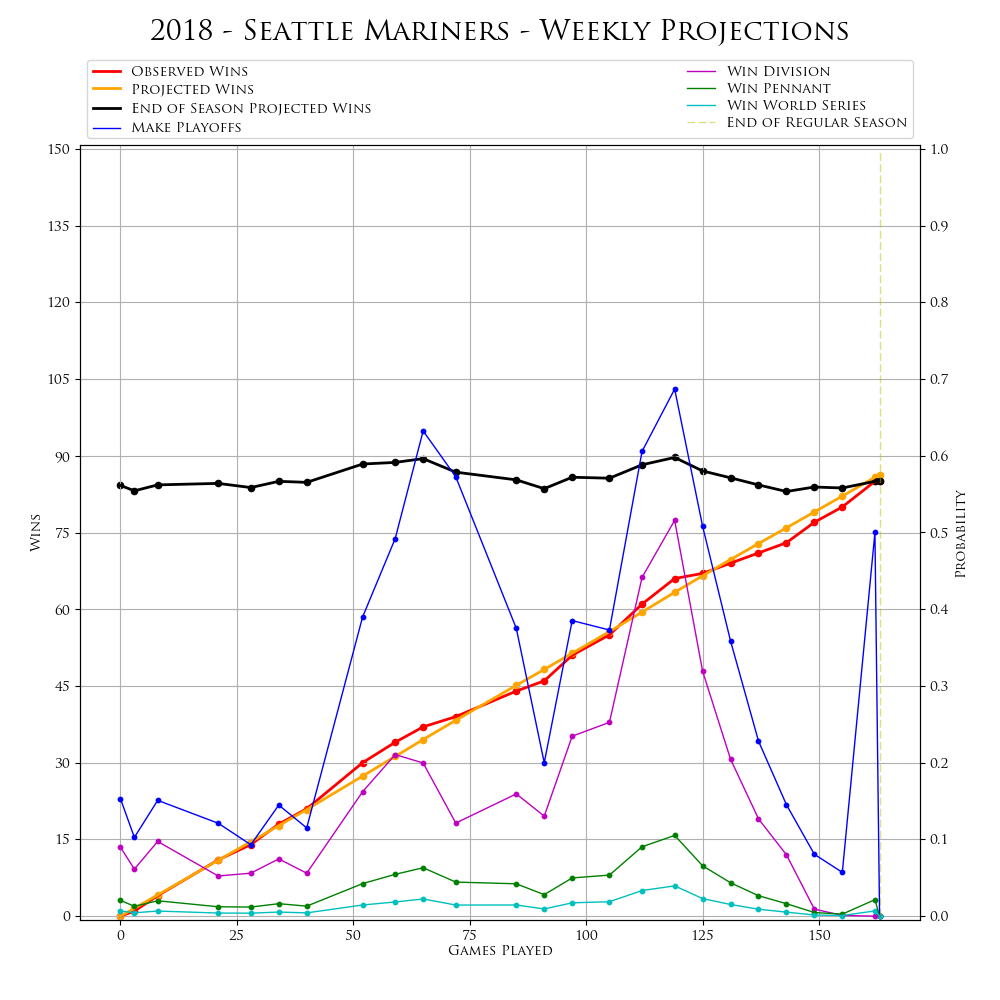 2018 - Seattle Mariners - Weekly Projections
Observed Wins
Projected Wins
End of Season Projected Wins
Make Playoffs
Win Division
Win Pennant
Win World Series
End of Regular Season
150
135
120
105
90
75
60
45
30
15
0
Wins
1.0
0.9
0.8
0.7
0.6
0.5
0.4
0.3
0.2
0.1
0.0
Probability
0 25 50 75 100 125 150
Games Played